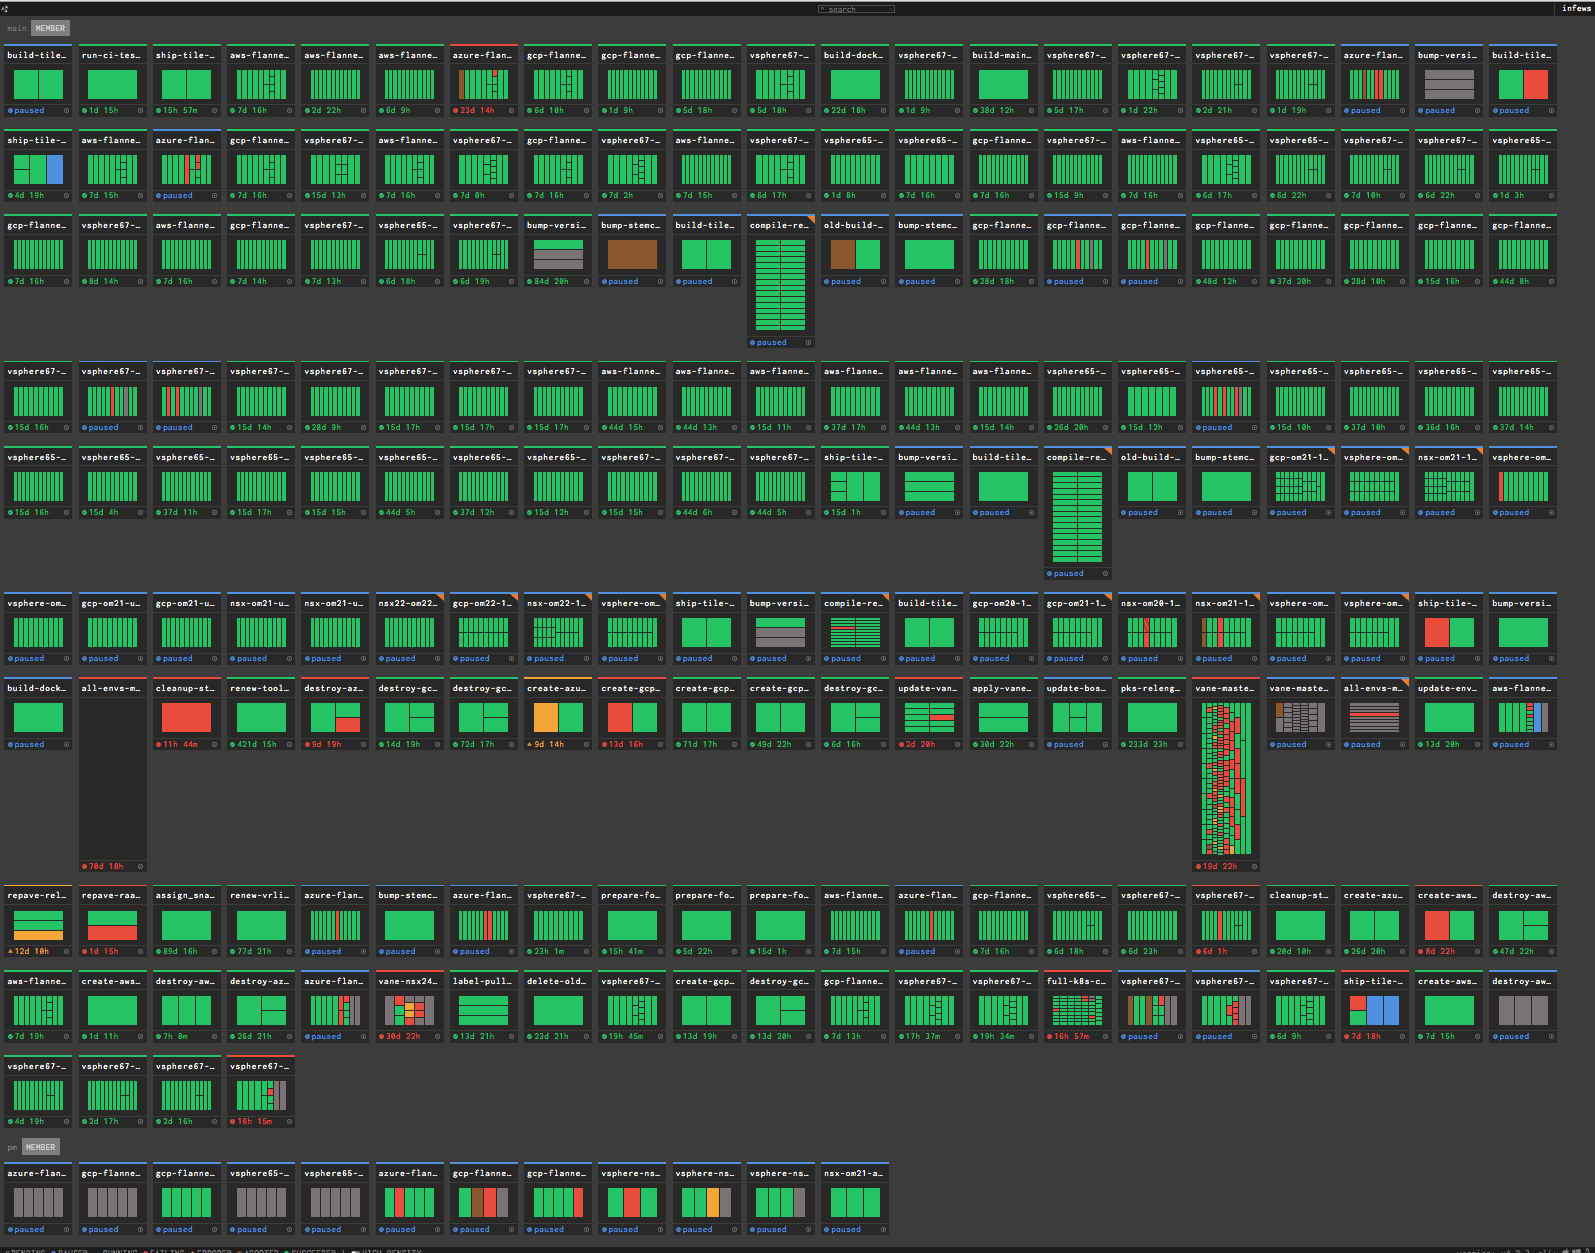 search
infews
main MEMBER
build-tile… run-ci-tes… ship-tile-… aws-flanne… aws-flanne… aws-flanne… azure-flan… gcp-flanne… gcp-flanne… gcp-flanne… vsphere67-… build-dock… vsphere67-… build-main… vsphere67-… vsphere67-… vsphere67-… vsphere67-… azure-flan… bump-versi… build-tile…
paused 1d 15h 15h 57m 7d 16h 2d 22h 6d 9h 23d 14h 6d 10h 1d 9h 5d 18h 5d 18h 22d 18h 1d 9h 38d 12h 5d 17h 1d 22h 2d 21h 1d 19h paused paused paused
ship-tile-… aws-flanne… azure-flan… gcp-flanne… vsphere67-… aws-flanne… vsphere67-… gcp-flanne… vsphere67-… aws-flanne… vsphere67-… vsphere65-… vsphere65-… gcp-flanne… vsphere67-… aws-flanne… vsphere65-… vsphere65-… vsphere67-… vsphere67-… vsphere65-…
4d 19h 7d 15h paused 7d 16h 15d 13h 7d 16h 7d 0h 7d 16h 7d 2h 7d 15h 6d 17h 1d 8h 7d 16h 7d 16h 15d 9h 7d 16h 6d 17h 6d 22h 7d 10h 6d 22h 1d 3h
gcp-flanne… vsphere67-… aws-flanne… gcp-flanne… vsphere67-… vsphere65-… vsphere67-… bump-versi… bump-stemc… build-tile… compile-re… old-build-… bump-stemc… gcp-flanne… gcp-flanne… gcp-flanne… gcp-flanne… gcp-flanne… gcp-flanne… gcp-flanne… gcp-flanne…
7d 16h 8d 14h 7d 16h 7d 14h 7d 13h 6d 18h 6d 19h 84d 20h paused paused paused paused 28d 18h paused paused 48d 12h 37d 20h 28d 10h 15d 16h 44d 8h
paused
vsphere67-… vsphere67-… vsphere67-… vsphere67-… vsphere67-… vsphere67-… vsphere67-… vsphere67-… aws-flanne… aws-flanne… aws-flanne… aws-flanne… aws-flanne… aws-flanne… vsphere65-… vsphere65-… vsphere65-… vsphere65-… vsphere65-… vsphere65-… vsphere65-…
15d 16h paused paused 15d 14h 28d 9h 15d 17h 15d 17h 15d 17h 44d 15h 44d 13h 15d 11h 37d 17h 44d 13h 15d 14h 26d 20h 15d 12h paused 15d 10h 37d 10h 36d 16h 37d 14h
vsphere65-… vsphere65-… vsphere65-… vsphere65-… vsphere65-… vsphere65-… vsphere67-… vsphere67-… vsphere67-… vsphere67-… vsphere67-… ship-tile-… bump-versi… build-tile… compile-re… old-build-… bump-stemc… gcp-om21-1… vsphere-om… nsx-om21-1… vsphere-om…
15d 16h 15d 4h 37d 11h 15d 17h 15d 15h 44d 5h 37d 12h 15d 12h 15d 15h 44d 6h 44d 5h 15d 1h paused paused paused paused paused paused paused paused
paused
vsphere-om… gcp-om21-u… gcp-om21-u… nsx-om21-u… nsx-om21-u… nsx22-om22… gcp-om22-1… nsx-om22-1… vsphere-om… ship-tile-… bump-versi… compile-re… build-tile… gcp-om20-1… gcp-om21-1… nsx-om20-1… nsx-om21-1… vsphere-om… vsphere-om… ship-tile-… bump-versi…
paused paused paused paused paused paused paused paused paused paused paused paused paused paused paused paused paused paused paused paused paused
build-dock… all-envs-m… cleanup-st… renew-tool… destroy-az… destroy-gc… destroy-gc… create-azu… create-gcp… create-gcp… create-gcp… destroy-gc… update-van… apply-vane… update-bos… pks-releng… vane-maste… vane-maste… all-envs-m… update-env… aws-flanne…
paused 11h 44m 421d 15h 9d 19h 14d 19h 72d 17h 9d 14h 13d 16h 71d 17h 49d 22h 6d 16h 2d 20h 30d 22h paused 233d 23h paused paused 13d 20h paused
70d 18h 19d 22h
repave-rel… repave-raa… assign_sna… renew-vrli… azure-flan… bump-stemc… azure-flan… vsphere67-… prepare-fo… prepare-fo… prepare-fo… aws-flanne… azure-flan… gcp-flanne… vsphere65-… vsphere67-… vsphere67-… cleanup-st… create-azu… create-aws… destroy-aw…
12d 10h 1d 15h 89d 16h 77d 21h paused paused paused 23h 1m 15h 41m 5d 22h 15d 1h 7d 15h paused 7d 16h 6d 18h 6d 23h 6d 1h 20d 10h 26d 20h 8d 22h 47d 22h
aws-flanne… create-aws… destroy-aw… destroy-az… azure-flan… vane-nsx24… label-pull… delete-old… vsphere67-… create-gcp… destroy-gc… gcp-flanne… vsphere67-… vsphere67-… full-k8s-c… vsphere67-… vsphere67-… vsphere67-… ship-tile-… create-aws… destroy-aw…
7d 19h 1d 11h 7h 8m 26d 21h paused 30d 22h 13d 21h 23d 21h 19h 45m 13d 19h 13d 20h 7d 13h 17h 37m 19h 34m 16h 57m paused paused 6d 9h 7d 18h 7d 15h paused
vsphere67-… vsphere67-… vsphere67-… vsphere67-…
4d 19h 2d 17h 2d 16h 16h 15m
pm MEMBER
azure-flan… gcp-flanne… gcp-flanne… vsphere65-… vsphere65-… azure-flan… gcp-flanne… gcp-flanne… vsphere-ns… vsphere-ns… vsphere-ns… nsx-om21-a…
paused paused paused paused paused paused paused paused paused paused paused paused